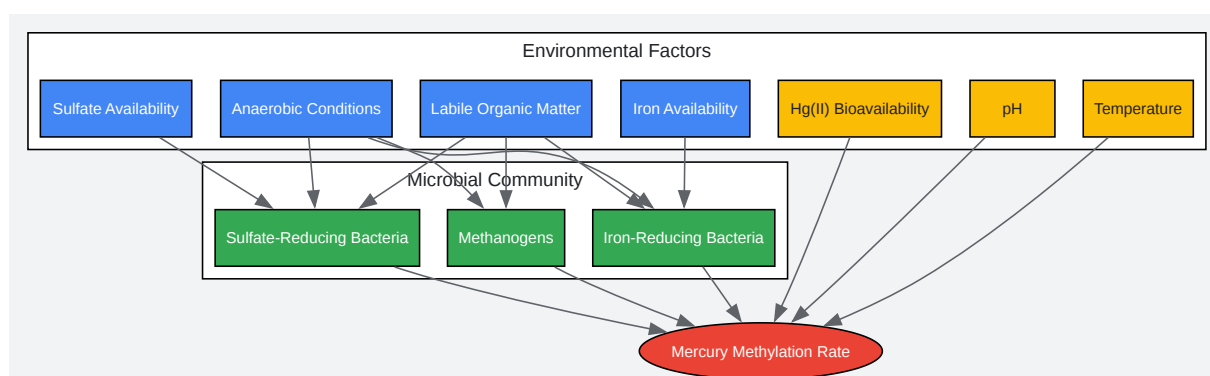 Environmental Factors
Sulfate Availability
Anaerobic Conditions
Labile Organic Matter
Iron Availability
Hg(II) Bioavailability
pH
Temperature
Microbial Community
Sulfate-Reducing Bacteria
Methanogens
Iron-Reducing Bacteria
Mercury Methylation Rate